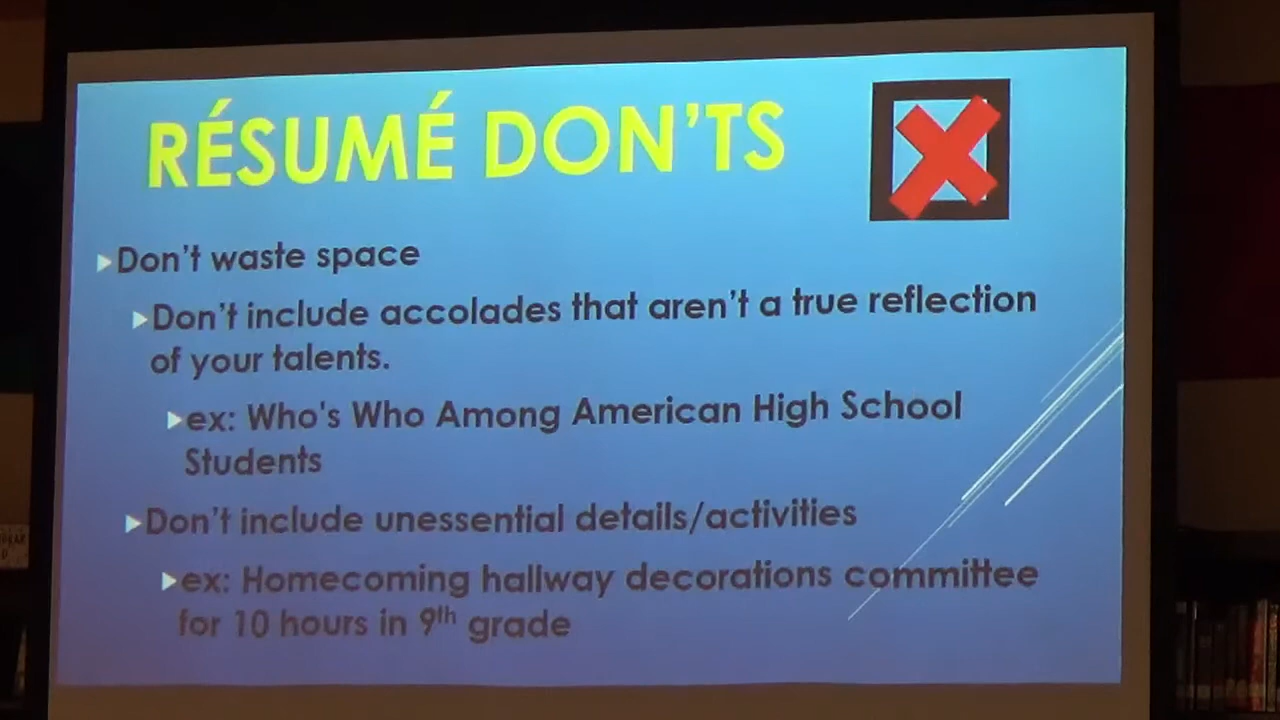 RÉSUMÉ DON'TS
Don't waste space
Don't include accolades that aren't a true reflection
of your talents.
ex: Who's Who Among American High School
Students
Don't include unessential details/activities
ex: Homecoming hallway decorations committee
for 10 hours in 9th grade